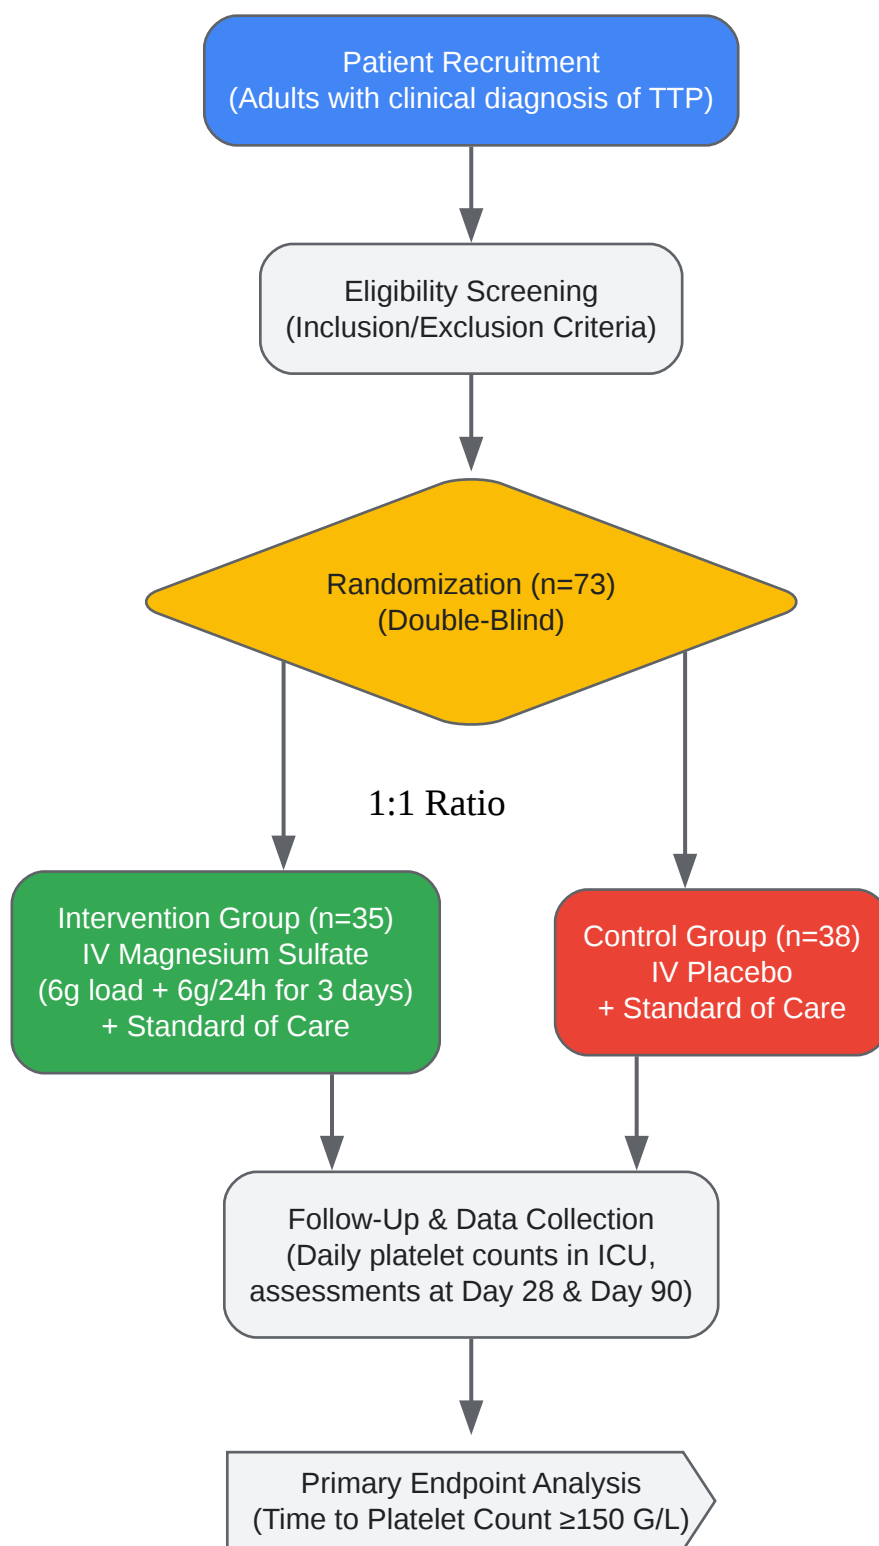 Patient Recruitment
(Adults with clinical diagnosis of TTP)
Eligibility Screening
(Inclusion/Exclusion Criteria)
Randomization (n=73)
(Double-Blind)
1:1 Ratio
Intervention Group (n=35)
IV Magnesium Sulfate
(6g load + 6g/24h for 3 days)
+ Standard of Care
Control Group (n=38)
IV Placebo
+ Standard of Care
Follow-Up & Data Collection
(Daily platelet counts in ICU,
assessments at Day 28 & Day 90)
Primary Endpoint Analysis
(Time to Platelet Count ≥150 G/L)